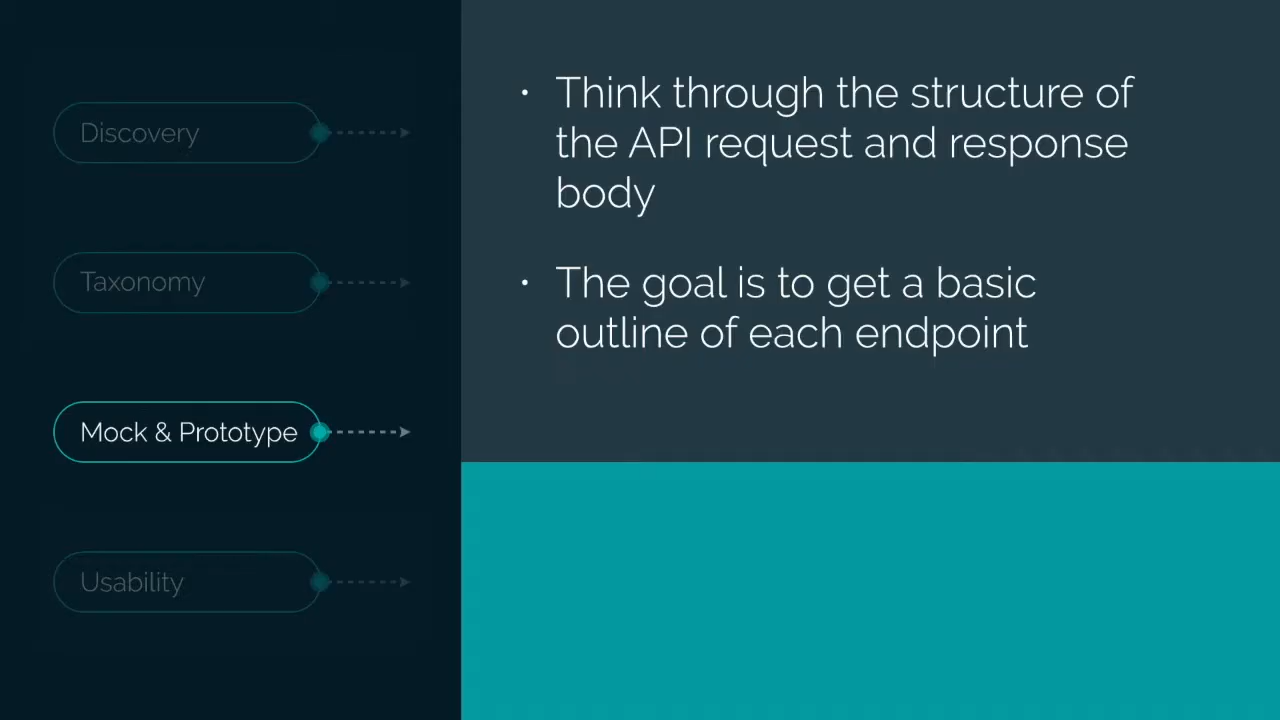 Discovery
Taxonomy
Mock & Prototype
Usability
• Think through the structure of
the API request and response
body
• The goal is to get a basic
outline of each endpoint